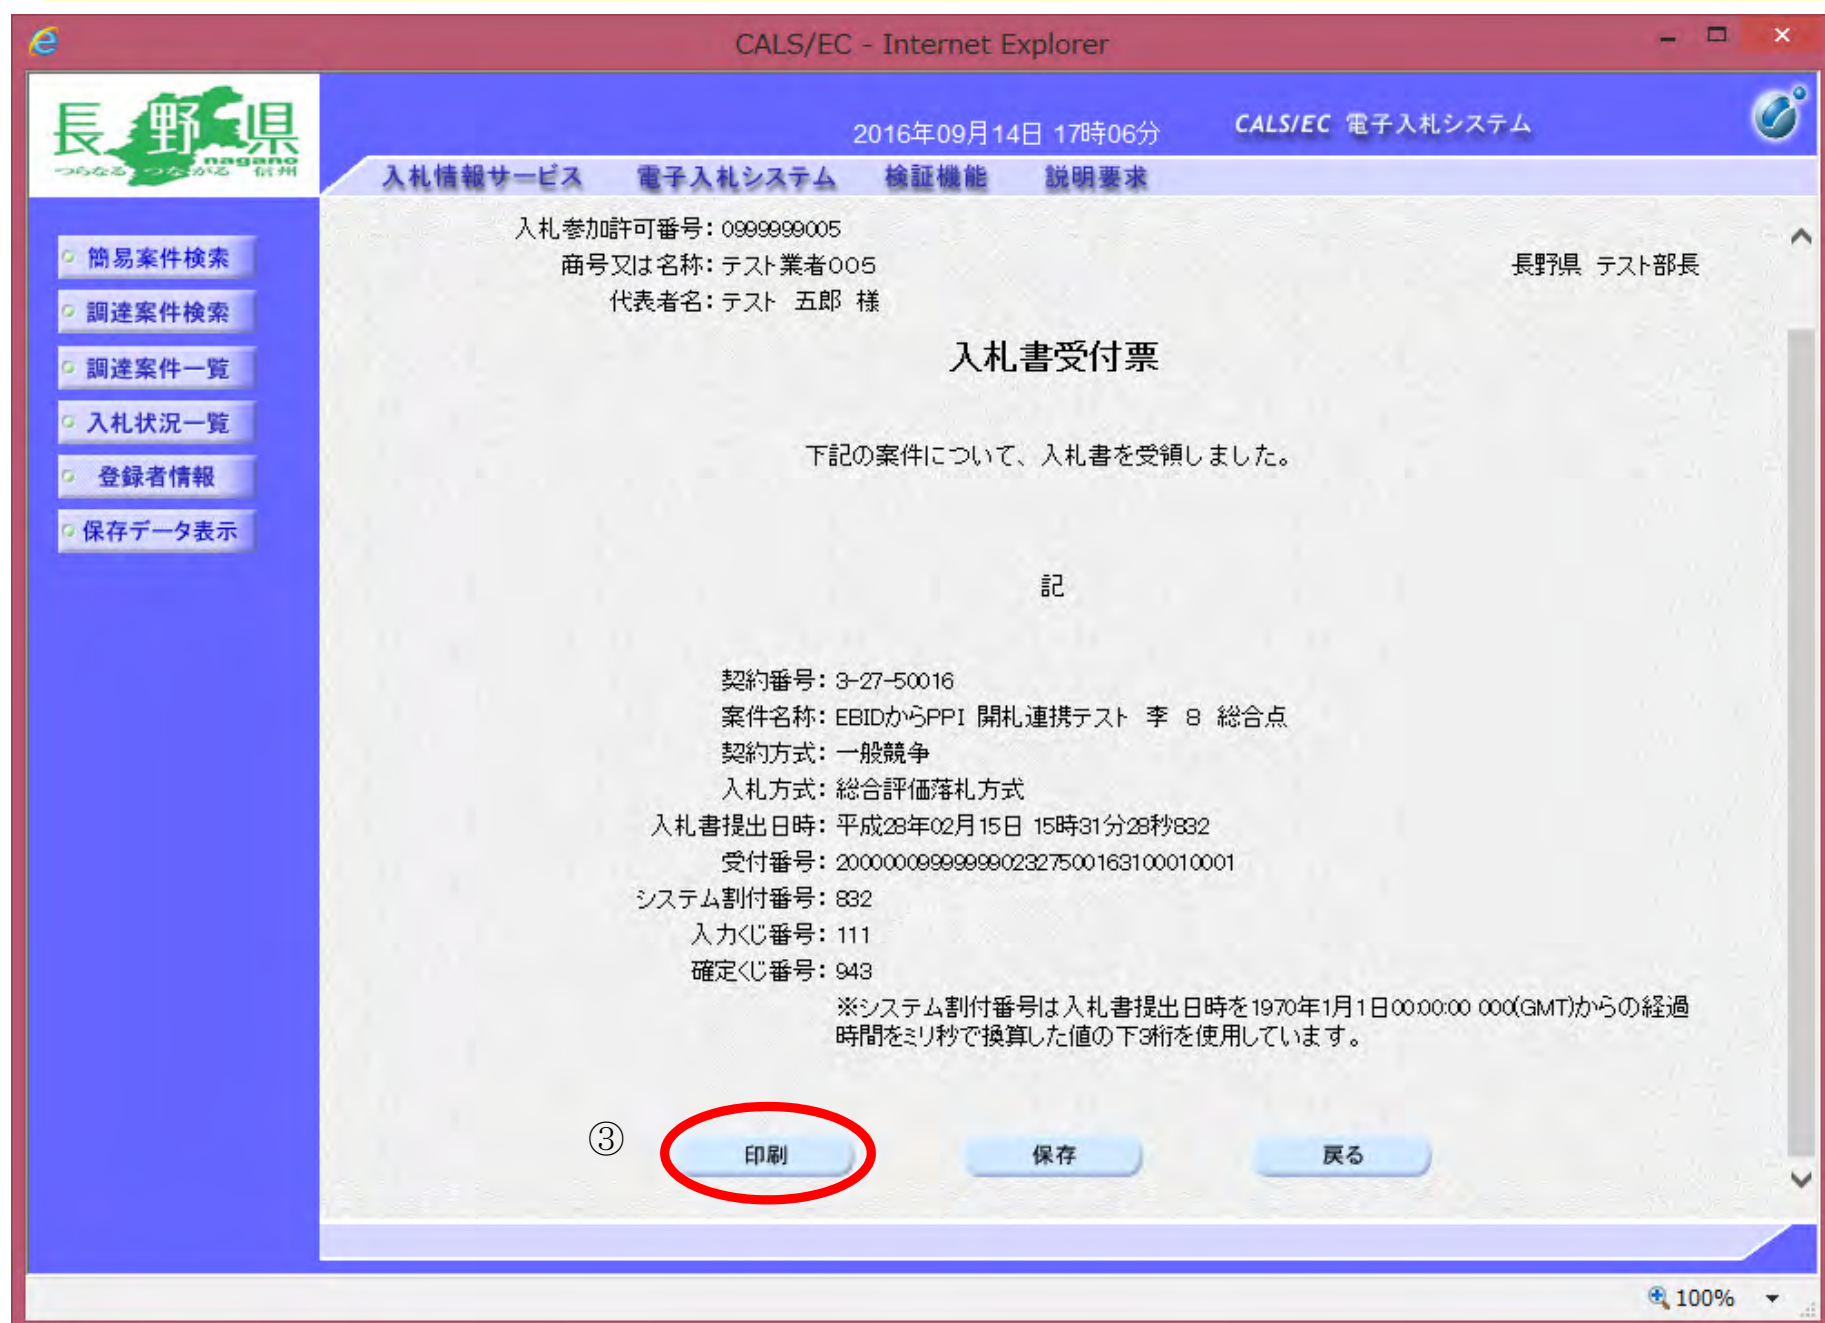 CALS/EC - Internet Explorer
長野県
nagano
つらなる つながる 信州
2016年09月14日 17時06分
CALS/EC 電子入札システム
入札情報サービス 電子入札システム 検証機能 説明要求
簡易案件検索
調達案件検索
調達案件一覧
入札状況一覧
登録者情報
保存データ表示
入札参加許可番号：0999999005
商号又は名称：テスト業者005
長野県 テスト部長
代表者名：テスト 五郎 様
入札書受付票
下記の案件について、入札書を受領しました。
記
契約番号：3-27-50016
案件名称：EBIDからPPI 開札連携テスト 李 8 総合点
契約方式：一般競争
入札方式：総合評価落札方式
入札書提出日時：平成28年02月15日 15時31分28秒832
受付番号：2000000999999902327500163100010001
システム割付番号：832
入力くじ番号：111
確定くじ番号：943
※システム割付番号は入札書提出日時を1970年1月1日00:00:00 000(GMT)からの経過
時間をミリ秒で換算した値の下3桁を使用しています。
③
印刷 保存 戻る
100%